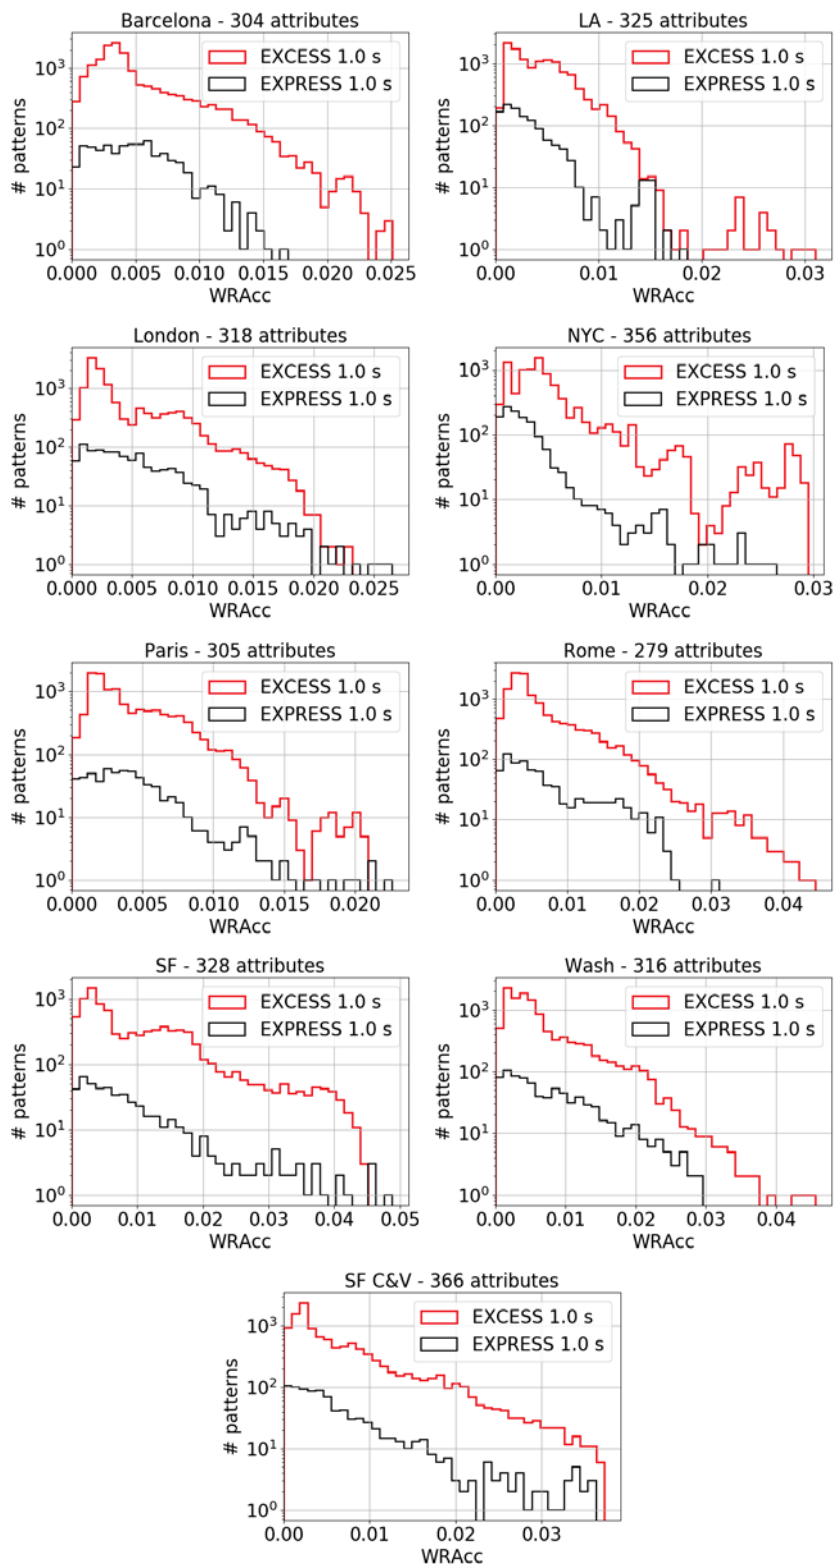 Barcelona - 304 attributes
EXCESS 1.0 s
EXPRESS 1.0 s
# patterns
10³
10²
10¹
10⁰
0.000 0.005 0.010 0.015 0.020 0.025
WRAcc
LA - 325 attributes
EXCESS 1.0 s
EXPRESS 1.0 s
# patterns
10³
10²
10¹
10⁰
0.00 0.01 0.02 0.03
WRAcc
London - 318 attributes
EXCESS 1.0 s
EXPRESS 1.0 s
# patterns
10³
10²
10¹
10⁰
0.000 0.005 0.010 0.015 0.020 0.025
WRAcc
NYC - 356 attributes
EXCESS 1.0 s
EXPRESS 1.0 s
# patterns
10³
10²
10¹
10⁰
0.00 0.01 0.02 0.03
WRAcc
Paris - 305 attributes
EXCESS 1.0 s
EXPRESS 1.0 s
# patterns
10³
10²
10¹
10⁰
0.000 0.005 0.010 0.015 0.020
WRAcc
Rome - 279 attributes
EXCESS 1.0 s
EXPRESS 1.0 s
# patterns
10³
10²
10¹
10⁰
0.00 0.01 0.02 0.03 0.04
WRAcc
SF - 328 attributes
EXCESS 1.0 s
EXPRESS 1.0 s
# patterns
10³
10²
10¹
10⁰
0.00 0.01 0.02 0.03 0.04 0.05
WRAcc
Wash - 316 attributes
EXCESS 1.0 s
EXPRESS 1.0 s
# patterns
10³
10²
10¹
10⁰
0.00 0.01 0.02 0.03 0.04
WRAcc
SF C&V - 366 attributes
EXCESS 1.0 s
EXPRESS 1.0 s
# patterns
10³
10²
10¹
10⁰
0.00 0.01 0.02 0.03
WRAcc